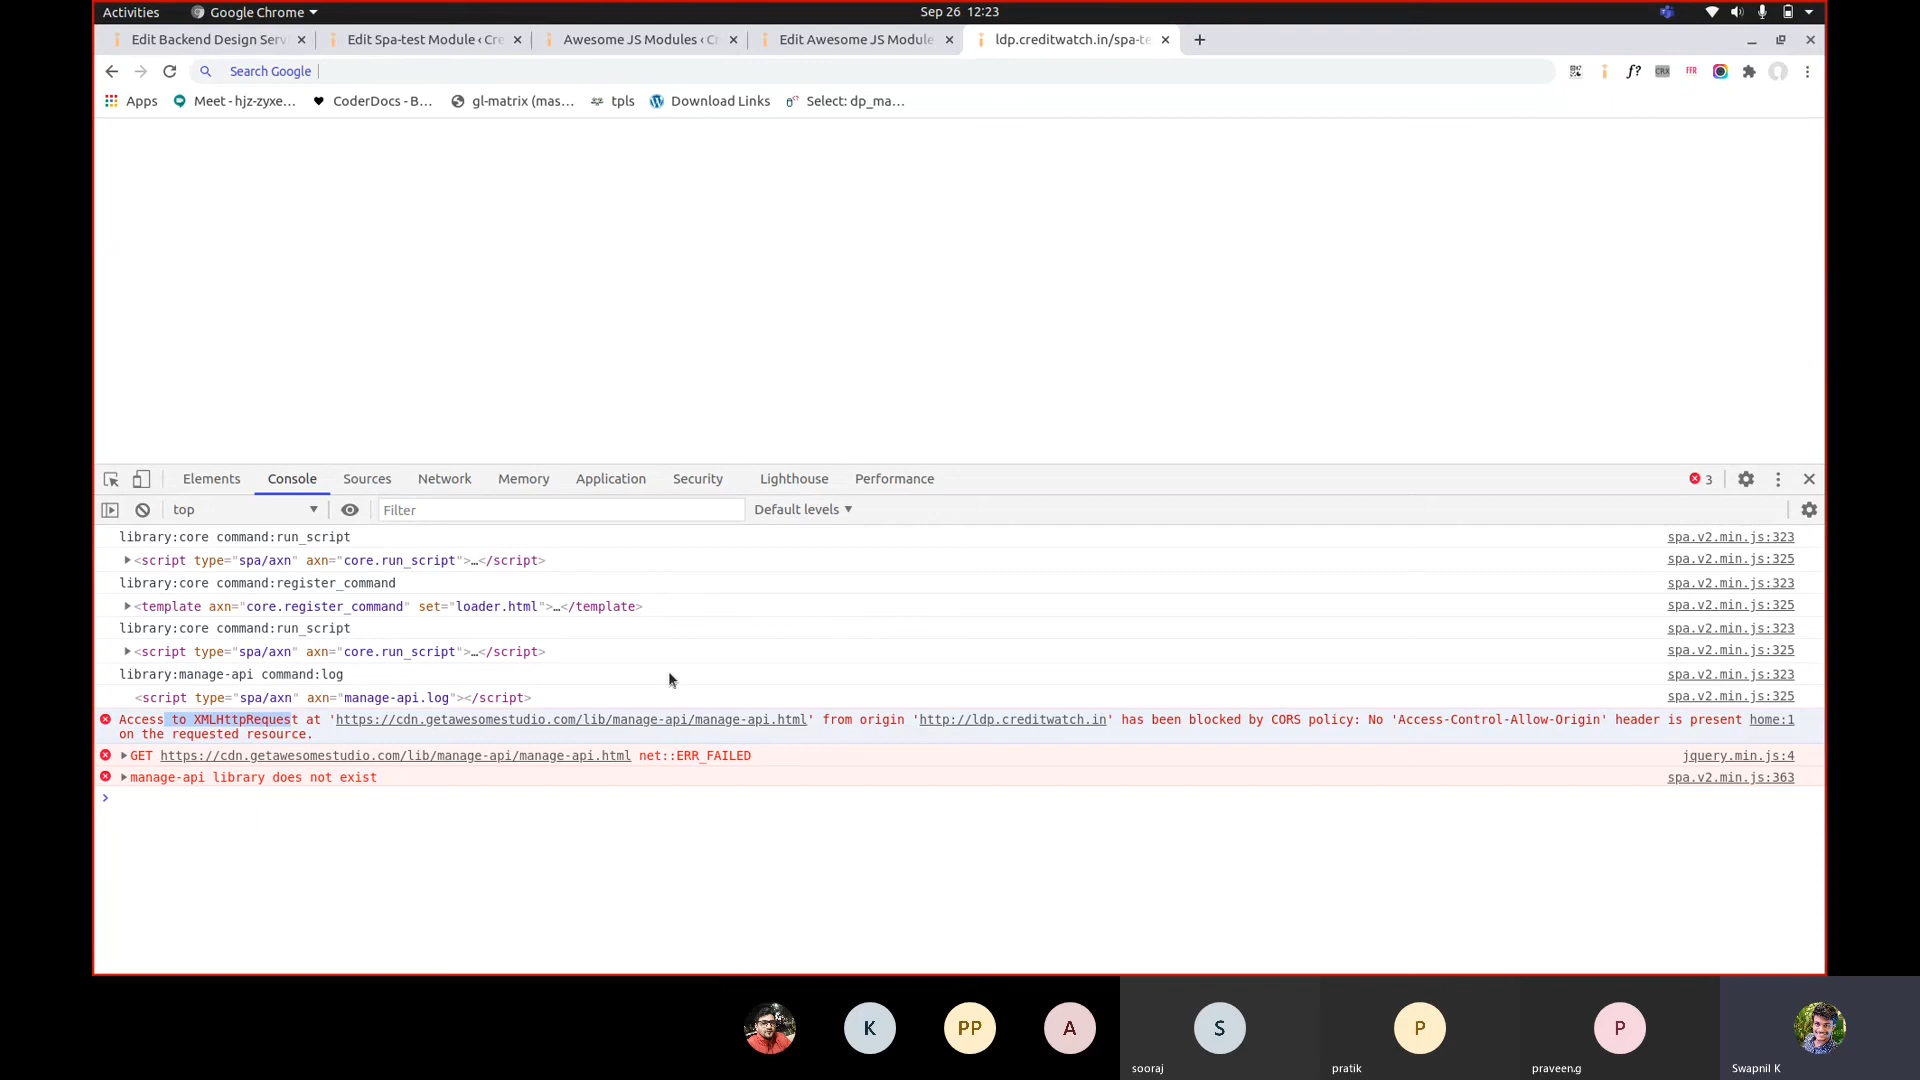 Activities Google Chrome Sep 26 12:23
Edit Backend Design Serv Edit Spa-test Module ‹ Cre Awesome JS Modules ‹ Cr Edit Awesome JS Module ldp.creditwatch.in/spa-te
Search Google f? CRX FFR
Apps Meet - hjz-zyxe... CoderDocs - B... gl-matrix (mas... tpls Download Links Select: dp_ma...
Elements Console Sources Network Memory Application Security Lighthouse Performance 3
top Filter Default levels
library:core command:run_script spa.v2.min.js:323
<script type="spa/axn" axn="core.run_script">…</script> spa.v2.min.js:325
library:core command:register_command spa.v2.min.js:323
<template axn="core.register_command" set="loader.html">…</template> spa.v2.min.js:325
library:core command:run_script spa.v2.min.js:323
<script type="spa/axn" axn="core.run_script">…</script> spa.v2.min.js:325
library:manage-api command:log spa.v2.min.js:323
<script type="spa/axn" axn="manage-api.log"></script> spa.v2.min.js:325
Access to XMLHttpRequest at 'https://cdn.getawesomestudio.com/lib/manage-api/manage-api.html' from origin 'http://ldp.creditwatch.in' has been blocked by CORS policy: No 'Access-Control-Allow-Origin' header is present home:1
on the requested resource.
GET https://cdn.getawesomestudio.com/lib/manage-api/manage-api.html net::ERR_FAILED jquery.min.js:4
manage-api library does not exist spa.v2.min.js:363
K PP A S P P
sooraj pratik praveen.g Swapnil K